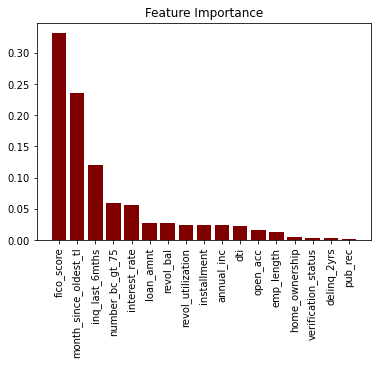 Feature Importance
0.30
0.25
0.20
0.15
0.10
0.05
0.00
fico_score
month_since_oldest_tl
inq_last_6mths
number_bc_gt_75
interest_rate
loan_amnt
revol_bal
revol_utilization
installment
annual_inc
dti
open_acc
emp_length
home_ownership
verification_status
delinq_2yrs
pub_rec